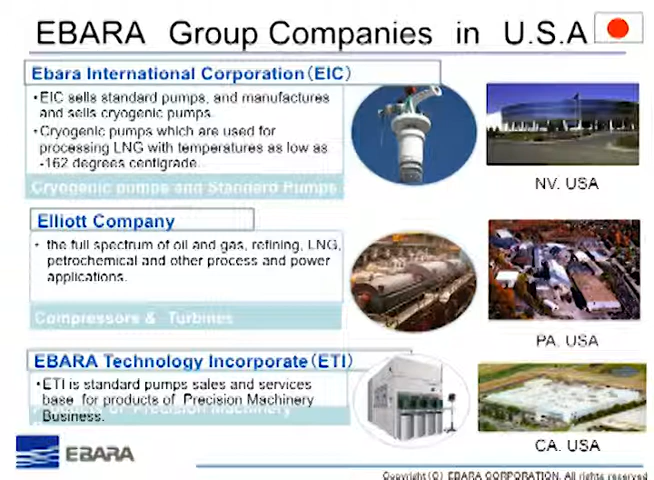 EBARA Group Companies in U.S.A
Ebara International Corporation(EIC)
・EIC sells standard pumps, and manufactures
and sells cryogenic pumps.
・Cryogenic pumps which are used for
processing LNG with temperatures as low as
-162 degrees centigrade.
Cryogenic pumps and Standard Pumps
NV. USA
Elliott Company
・ the full spectrum of oil and gas, refining, LNG,
petrochemical and other process and power
applications.
Compressors & Turbines
PA. USA
EBARA Technology Incorporate(ETI)
・ETI is standard pumps sales and services
base for products of Precision Machinery
Products of Precision Machinery
Business.
CA. USA
EBARA
Copyright(C) EBARA CORPORATION. All rights reserved